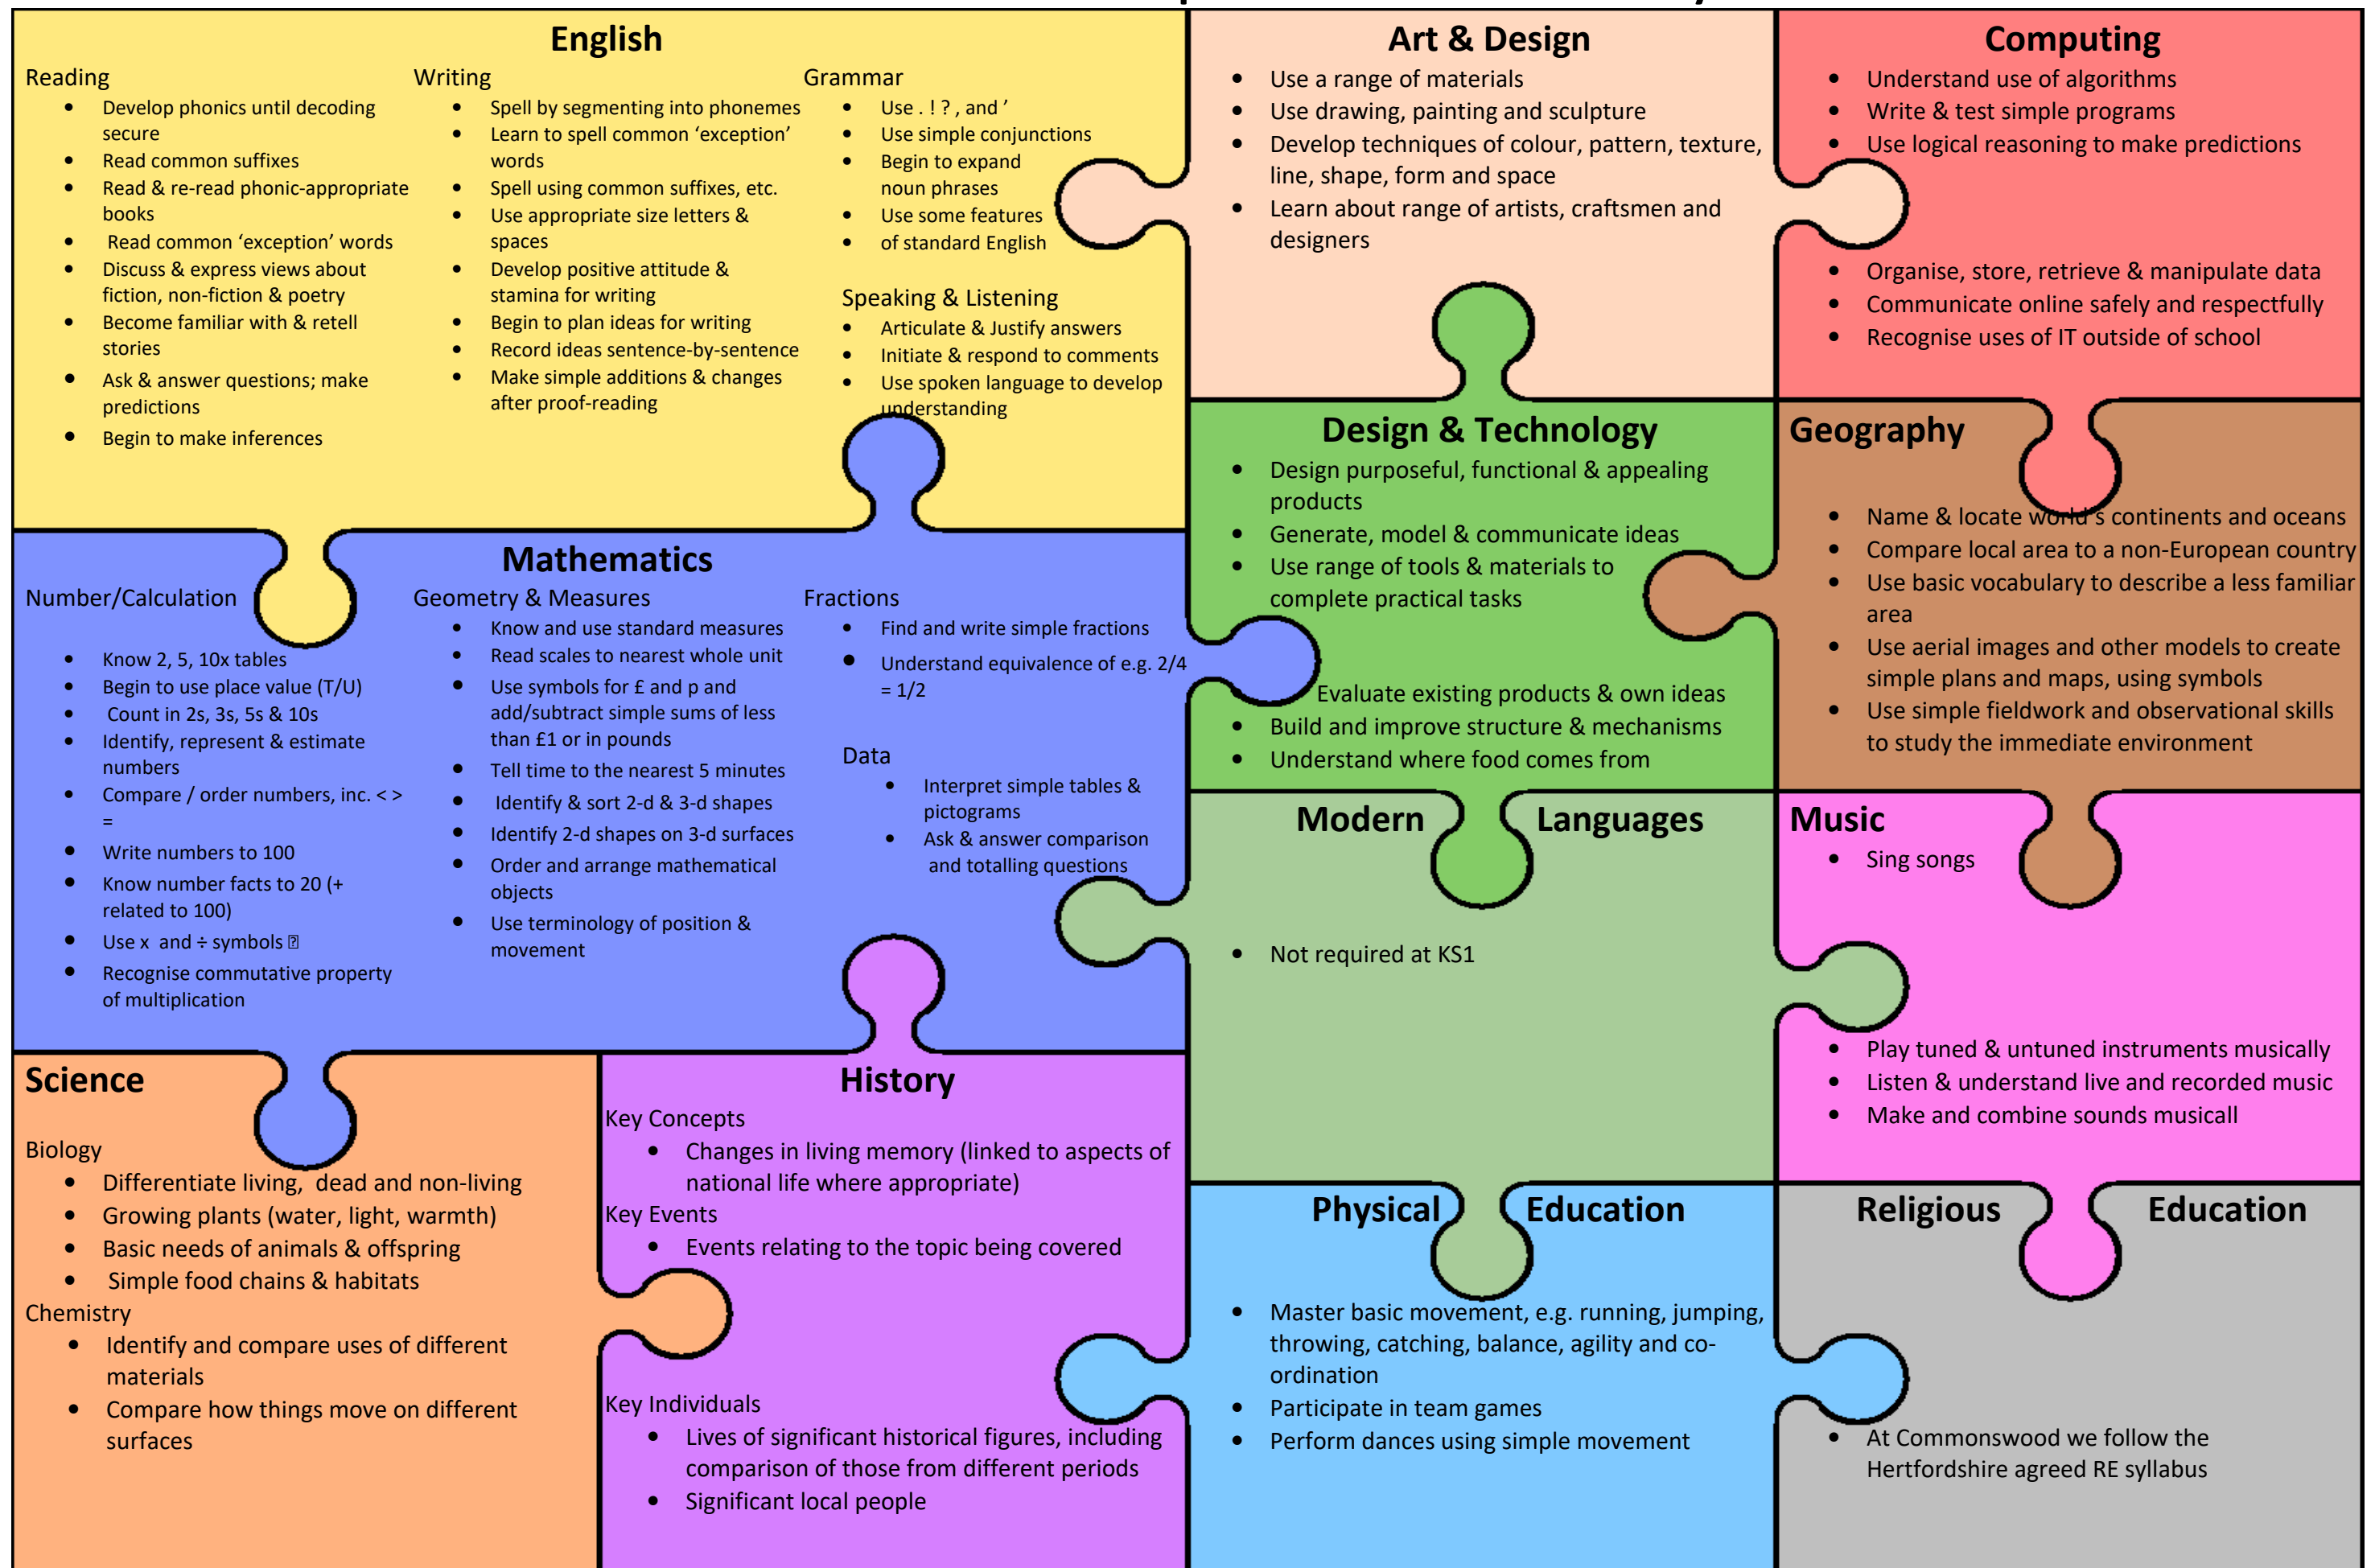 English
Reading
• Develop phonics until decoding
secure
• Read common suffixes
• Read & re-read phonic-appropriate
books
• Read common ‘exception’ words
• Discuss & express views about
fiction, non-fiction & poetry
• Become familiar with & retell
stories
• Ask & answer questions; make
predictions
• Begin to make inferences
Writing
• Spell by segmenting into phonemes
• Learn to spell common ‘exception’
words
• Spell using common suffixes, etc.
• Use appropriate size letters &
spaces
• Develop positive attitude &
stamina for writing
• Begin to plan ideas for writing
• Record ideas sentence-by-sentence
• Make simple additions & changes
after proof-reading
Grammar
• Use . ! ? , and ’
• Use simple conjunctions
• Begin to expand
noun phrases
• Use some features
• of standard English
Speaking & Listening
• Articulate & Justify answers
• Initiate & respond to comments
• Use spoken language to develop
understanding
Art & Design
• Use a range of materials
• Use drawing, painting and sculpture
• Develop techniques of colour, pattern, texture,
line, shape, form and space
• Learn about range of artists, craftsmen and
designers
Computing
• Understand use of algorithms
• Write & test simple programs
• Use logical reasoning to make predictions
• Organise, store, retrieve & manipulate data
• Communicate online safely and respectfully
• Recognise uses of IT outside of school
Mathematics
Number/Calculation
• Know 2, 5, 10x tables
• Begin to use place value (T/U)
• Count in 2s, 3s, 5s & 10s
• Identify, represent & estimate
numbers
• Compare / order numbers, inc. < >
=
• Write numbers to 100
• Know number facts to 20 (+
related to 100)
• Use x and ÷ symbols
• Recognise commutative property
of multiplication
Geometry & Measures
• Know and use standard measures
• Read scales to nearest whole unit
• Use symbols for £ and p and
add/subtract simple sums of less
than £1 or in pounds
• Tell time to the nearest 5 minutes
• Identify & sort 2-d & 3-d shapes
• Identify 2-d shapes on 3-d surfaces
• Order and arrange mathematical
objects
• Use terminology of position &
movement
Fractions
• Find and write simple fractions
• Understand equivalence of e.g. 2/4
= 1/2
Data
• Interpret simple tables &
pictograms
• Ask & answer comparison
and totalling questions
Design & Technology
• Design purposeful, functional & appealing
products
• Generate, model & communicate ideas
• Use range of tools & materials to
complete practical tasks
Evaluate existing products & own ideas
• Build and improve structure & mechanisms
• Understand where food comes from
Geography
• Name & locate world’s continents and oceans
• Compare local area to a non-European country
• Use basic vocabulary to describe a less familiar
area
• Use aerial images and other models to create
simple plans and maps, using symbols
• Use simple fieldwork and observational skills
to study the immediate environment
Modern Languages
• Not required at KS1
Music
• Sing songs
• Play tuned & untuned instruments musically
• Listen & understand live and recorded music
• Make and combine sounds musicall
Science
Biology
• Differentiate living, dead and non-living
• Growing plants (water, light, warmth)
• Basic needs of animals & offspring
• Simple food chains & habitats
Chemistry
• Identify and compare uses of different
materials
• Compare how things move on different
surfaces
History
Key Concepts
• Changes in living memory (linked to aspects of
national life where appropriate)
Key Events
• Events relating to the topic being covered
Key Individuals
• Lives of significant historical figures, including
comparison of those from different periods
• Significant local people
Physical Education
• Master basic movement, e.g. running, jumping,
throwing, catching, balance, agility and co-
ordination
• Participate in team games
• Perform dances using simple movement
Religious Education
• At Commonswood we follow the
Hertfordshire agreed RE syllabus